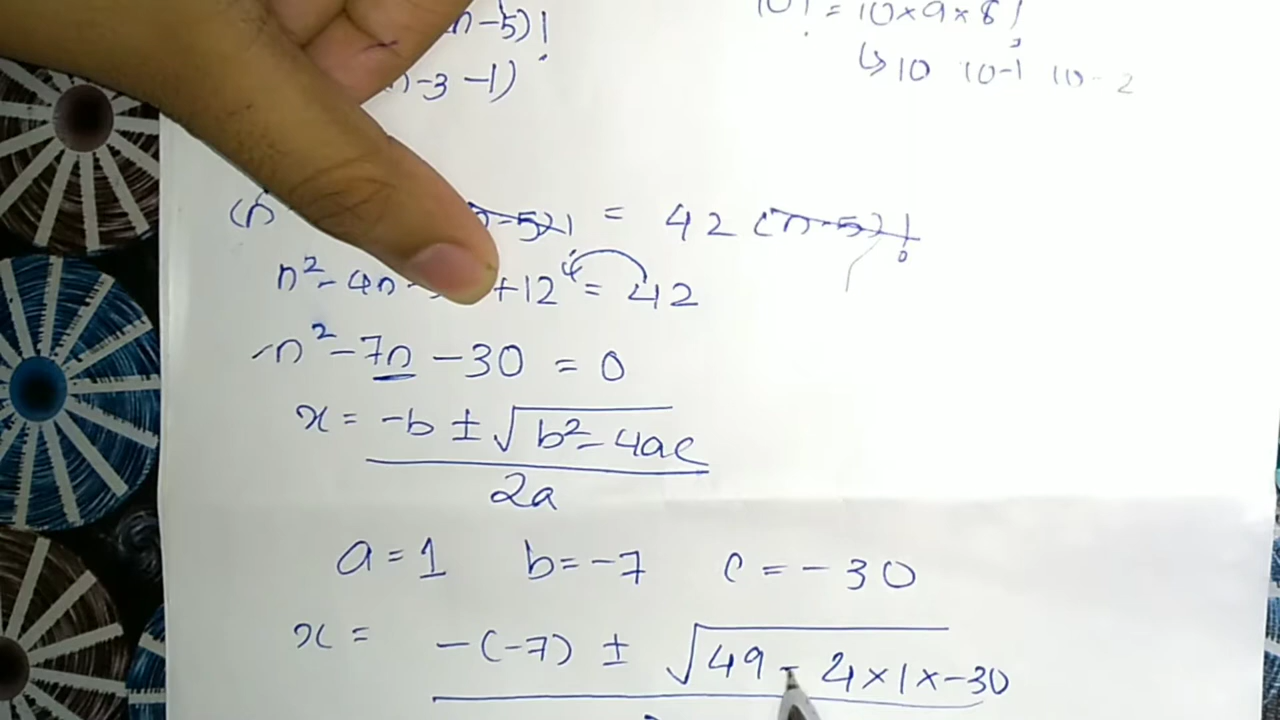 n-5)!
10! = 10×9×8!
n-3-1)
↳10 10-1 10-2
(n -5)! = 42 (n-5)!
n²-4n- +12 = 42
n²-7n-30 = 0
x = -b ± √b²-4ac
2a
a = 1 b = -7 c = -30
x = -(-7) ± √49 - 4×1×-30